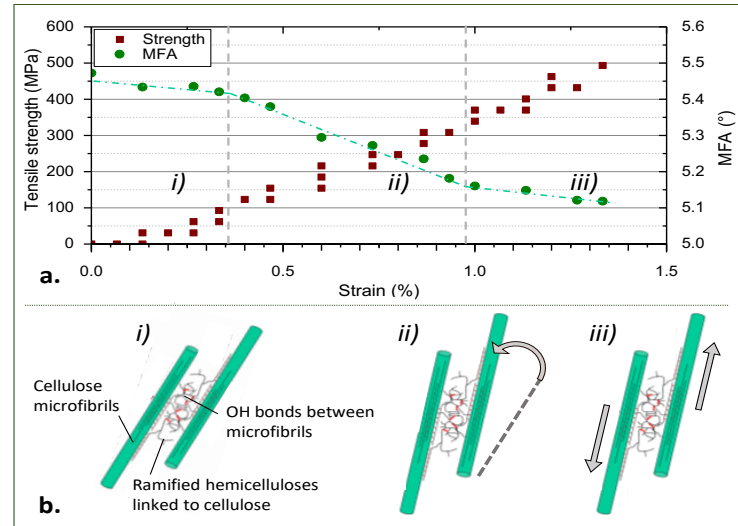 600
500
400
300
200
100
0
Tensile strength (MPa)
Strength
MFA
i)
ii)
iii)
5.6
5.5
5.4
5.3
5.2
5.1
5.0
MFA (°)
0.0
0.5
1.0
1.5
Strain (%)
a.
i)
ii)
iii)
Cellulose
microfibrils
OH bonds between
microfibrils
Ramified hemicelluloses
linked to cellulose
b.